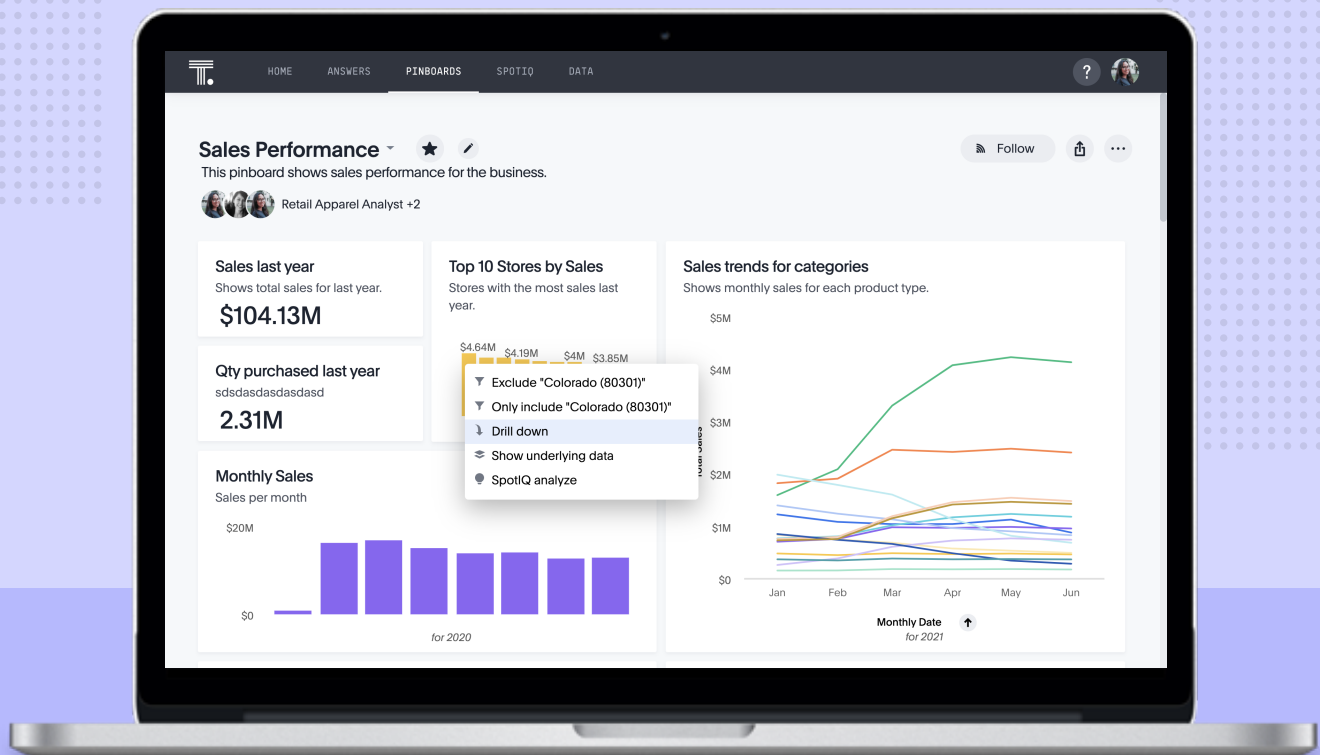 HOME ANSWERS PINBOARDS SPOTIQ DATA
?
Sales Performance
Follow
This pinboard shows sales performance for the business.
Retail Apparel Analyst +2
Sales last year
Shows total sales for last year.
$104.13M
Qty purchased last year
sdsdasdasdasdasd
2.31M
Top 10 Stores by Sales
Stores with the most sales last
year.
$4.64M
$4.19M
$4M
$3.85M
Exclude "Colorado (80301)"
Only include "Colorado (80301)"
Drill down
Show underlying data
SpotIQ analyze
Monthly Sales
Sales per month
$20M
$0
for 2020
Sales trends for categories
Shows monthly sales for each product type.
$5M
$4M
$3M
$2M
$1M
$0
Total Sales
Jan Feb Mar Apr May Jun
Monthly Date
for 2021